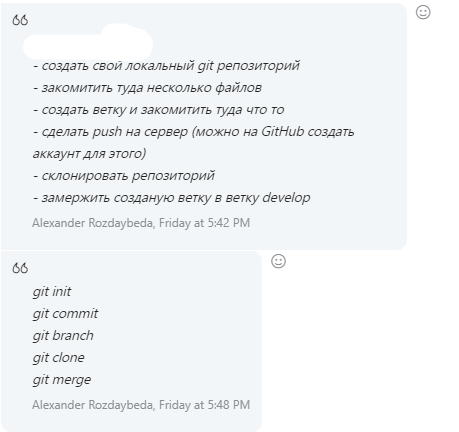 - создать свой локальный git репозиторий
- закомитить туда несколько файлов
- создать ветку и закомитить туда что то
- сделать push на сервер (можно на GitHub создать
аккаунт для этого)
- склонировать репозиторий
- замержить созданую ветку в ветку develop
Alexander Rozdaybeda, Friday at 5:42 PM
git init
git commit
git branch
git clone
git merge
Alexander Rozdaybeda, Friday at 5:48 PM